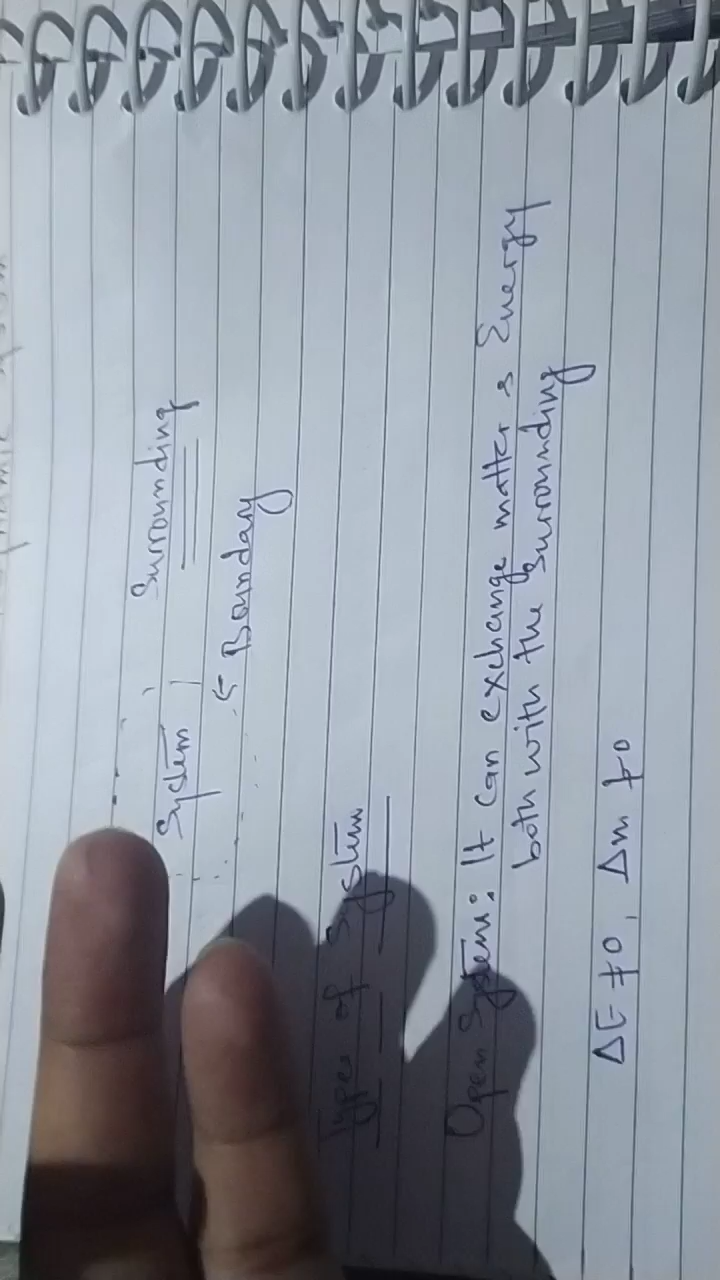 System Surrounding
Boundary
Types of System
Open System: It can exchange matter & Energy
both with the surrounding
ΔE ≠0, Δm ≠0